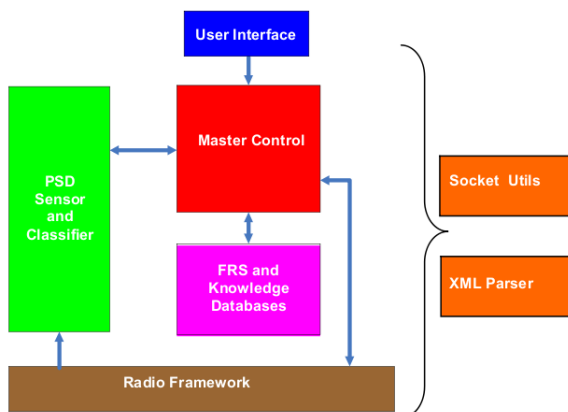 User Interface
Master Control
PSD
Sensor
and
Classifier
FRS and
Knowledge
Databases
Radio Framework
Socket Utils
XML Parser